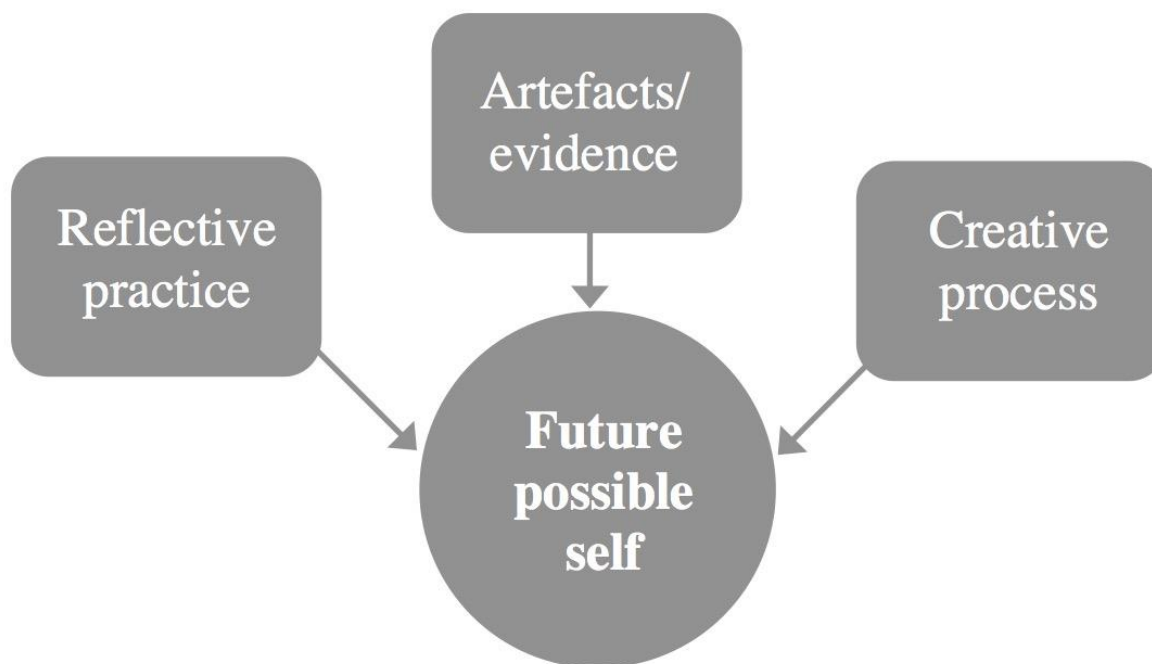 Artefacts/
evidence
Reflective
practice
Creative
process
Future
possible
self